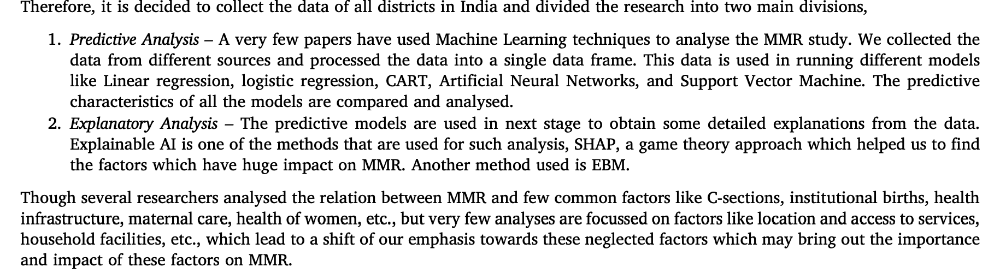 Therefore, it is decided to collect the data of all districts in India and divided the research into two main divisions,
1. Predictive Analysis – A very few papers have used Machine Learning techniques to analyse the MMR study. We collected the
data from different sources and processed the data into a single data frame. This data is used in running different models
like Linear regression, logistic regression, CART, Artificial Neural Networks, and Support Vector Machine. The predictive
characteristics of all the models are compared and analysed.
2. Explanatory Analysis – The predictive models are used in next stage to obtain some detailed explanations from the data.
Explainable AI is one of the methods that are used for such analysis, SHAP, a game theory approach which helped us to find
the factors which have huge impact on MMR. Another method used is EBM.
Though several researchers analysed the relation between MMR and few common factors like C-sections, institutional births, health
infrastructure, maternal care, health of women, etc., but very few analyses are focussed on factors like location and access to services,
household facilities, etc., which lead to a shift of our emphasis towards these neglected factors which may bring out the importance
and impact of these factors on MMR.